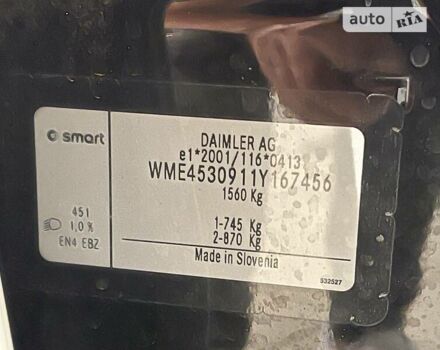 auto RIA
smart
DAIMLER AG
e1*2001/116*0413
WME4530911Y167456
1560 Kg
451
1,0 %
EN4 EBZ
1-745 Kg
2-870 Kg
Made in Slovenia
532527